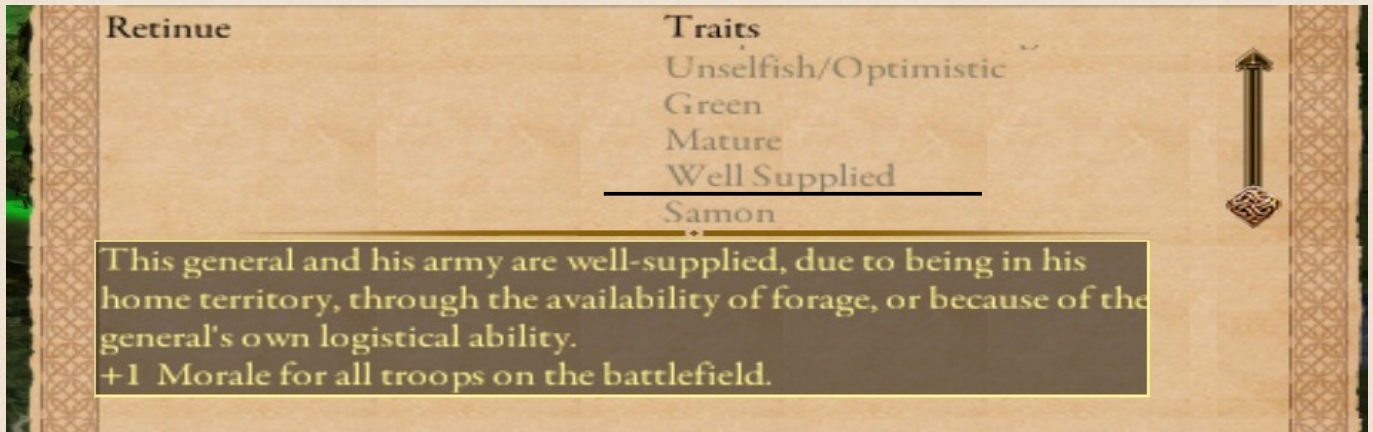 Retinue
Traits
Unselfish/Optimistic
Green
Mature
Well Supplied
Samon
This general and his army are well-supplied, due to being in his
home territory, through the availability of forage, or because of the
general's own logistical ability.
+1 Morale for all troops on the battlefield.